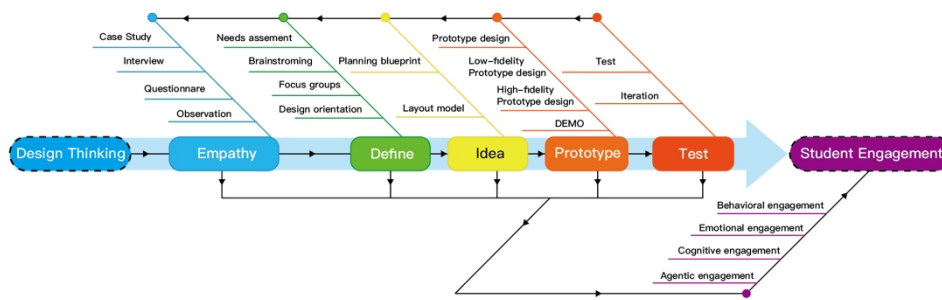 Case Study
Interview
Questionnare
Observation
Needs assement
Brainstroming
Focus groups
Design orientation
Planning blueprint
Layout model
Prototype design
Low-fidelity
Prototype design
High-fidelity
Prototype design
DEMO
Test
Iteration
Design Thinking
Empathy
Define
Idea
Prototype
Test
Student Engagement
Behavioral engagement
Emotional engagement
Cognitive engagement
Agentic engagement